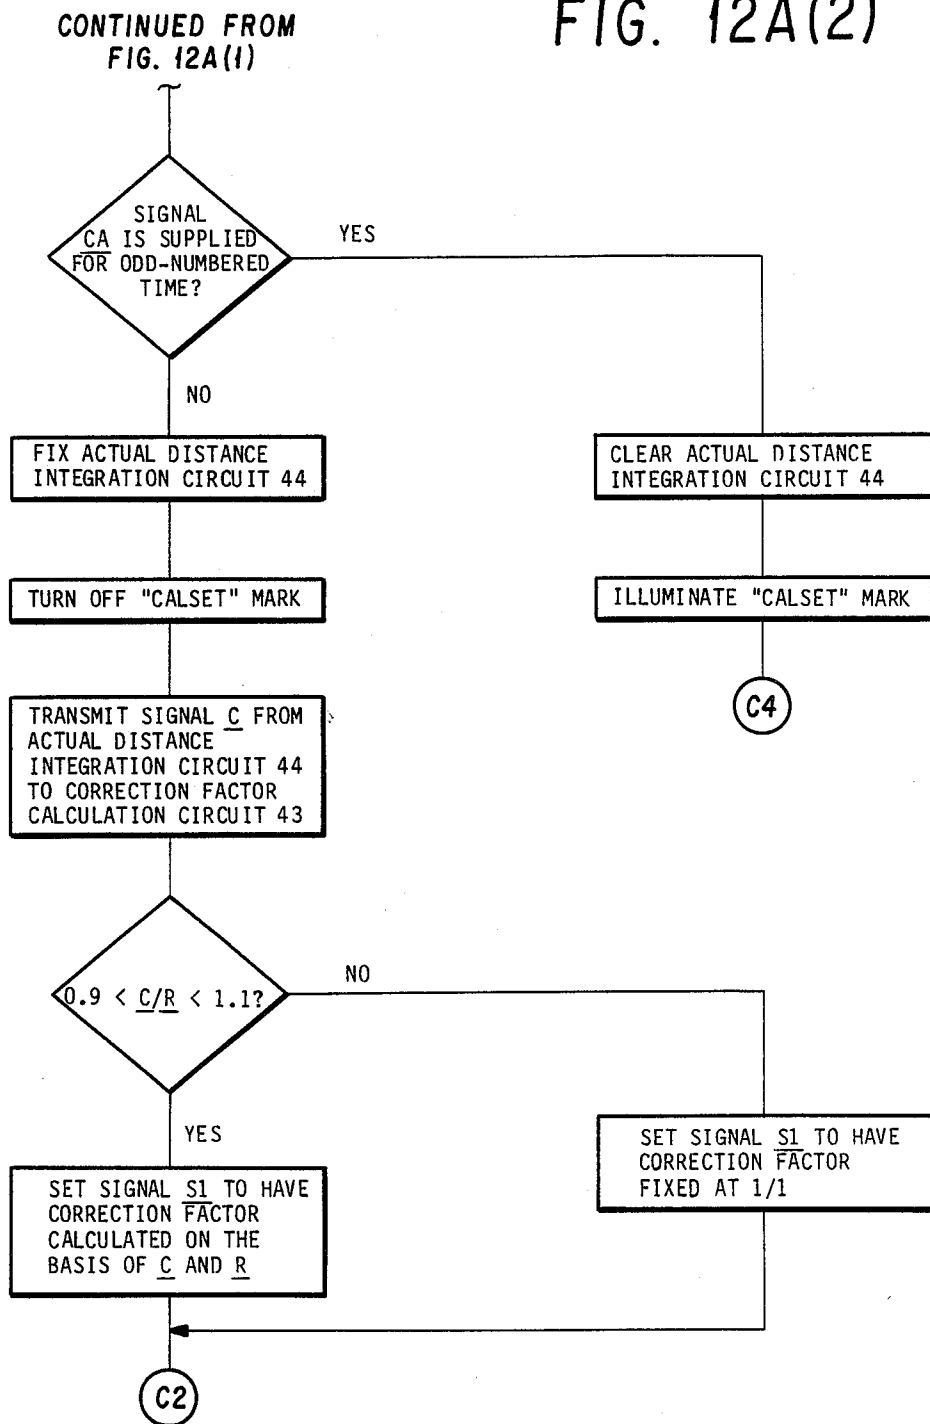 CONTINUED FROM
FIG. 12A(1)
FIG. 12A(2)
SIGNAL
CA IS SUPPLIED
FOR ODD-NUMBERED
TIME?
YES
NO
FIX ACTUAL DISTANCE
INTEGRATION CIRCUIT 44
CLEAR ACTUAL DISTANCE
INTEGRATION CIRCUIT 44
TURN OFF "CALSET" MARK
ILLUMINATE "CALSET" MARK
TRANSMIT SIGNAL C FROM
ACTUAL DISTANCE
INTEGRATION CIRCUIT 44
TO CORRECTION FACTOR
CALCULATION CIRCUIT 43
C4
0.9 < C/R < 1.1?
NO
YES
SET SIGNAL S1 TO HAVE
CORRECTION FACTOR
FIXED AT 1/1
SET SIGNAL S1 TO HAVE
CORRECTION FACTOR
CALCULATED ON THE
BASIS OF C AND R
C2